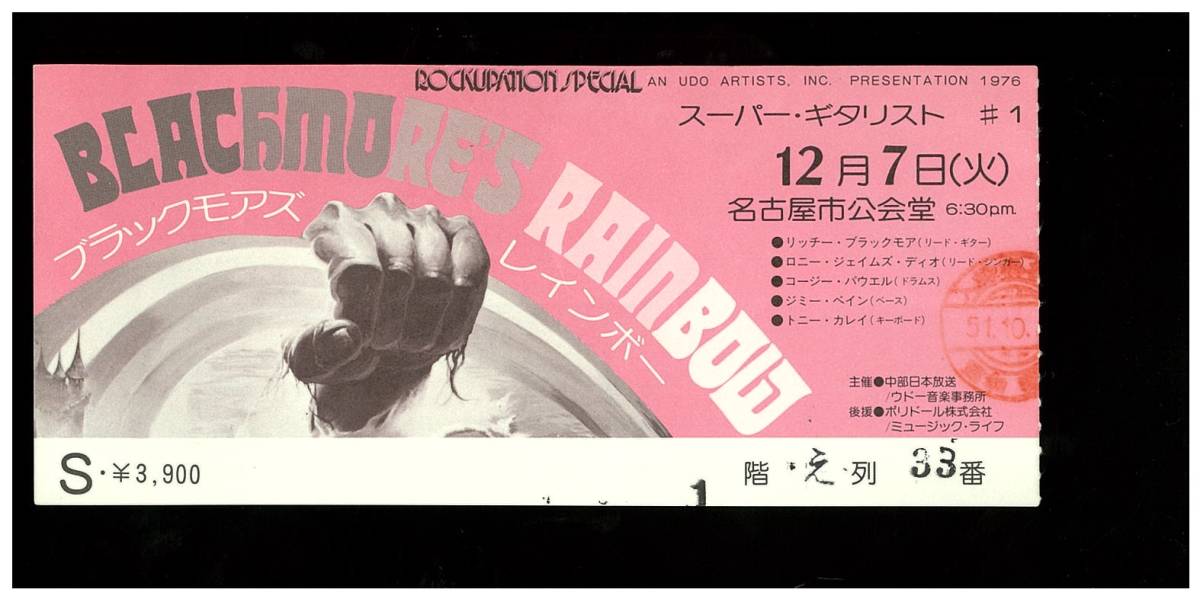 ROCKUPATION SPECIAL AN UDO ARTISTS, INC. PRESENTATION 1976
BLACKMORE'S RAINBOW
ブラックモアズ レインボー
スーパー・ギタリスト #1
12月7日(火)
名古屋市公会堂 6:30p.m.
●リッチー・ブラックモア(リード・ギター)
●ロニー・ジェイムズ・ディオ(リード・シンガー)
●コージー・パウエル(ドラムス)
●ジミー・ベイン(ベース)
●トニー・カレイ(キーボード)
51.10.
主催●中部日本放送
/ウドー音楽事務所
後援●ポリドール株式会社
/ミュージック・ライフ
S・¥3,900
1階・え・列 33番